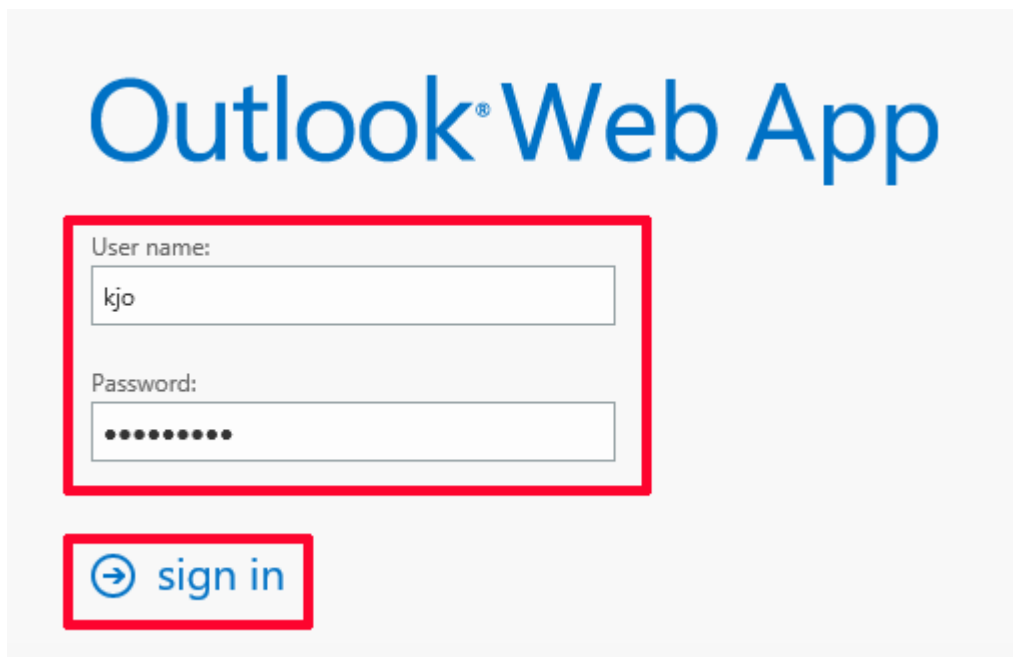 Outlook® Web App
User name:
kjo
Password:
•••••••••
sign in